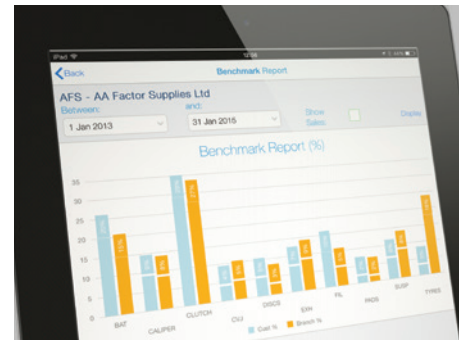 iPad
12:38
Back
Benchmark Report
AFS - AA Factor Supplies Ltd
Between:
and:
1 Jan 2013
31 Jan 2015
Show
Sales:
Display
Benchmark Report (%)
35
30
25
20
15
10
5
0
BAT
CALIPER
CLUTCH
CVJ
DISCS
EXH
FIL
PADS
SUSP
TYRES
Cust %
Branch %